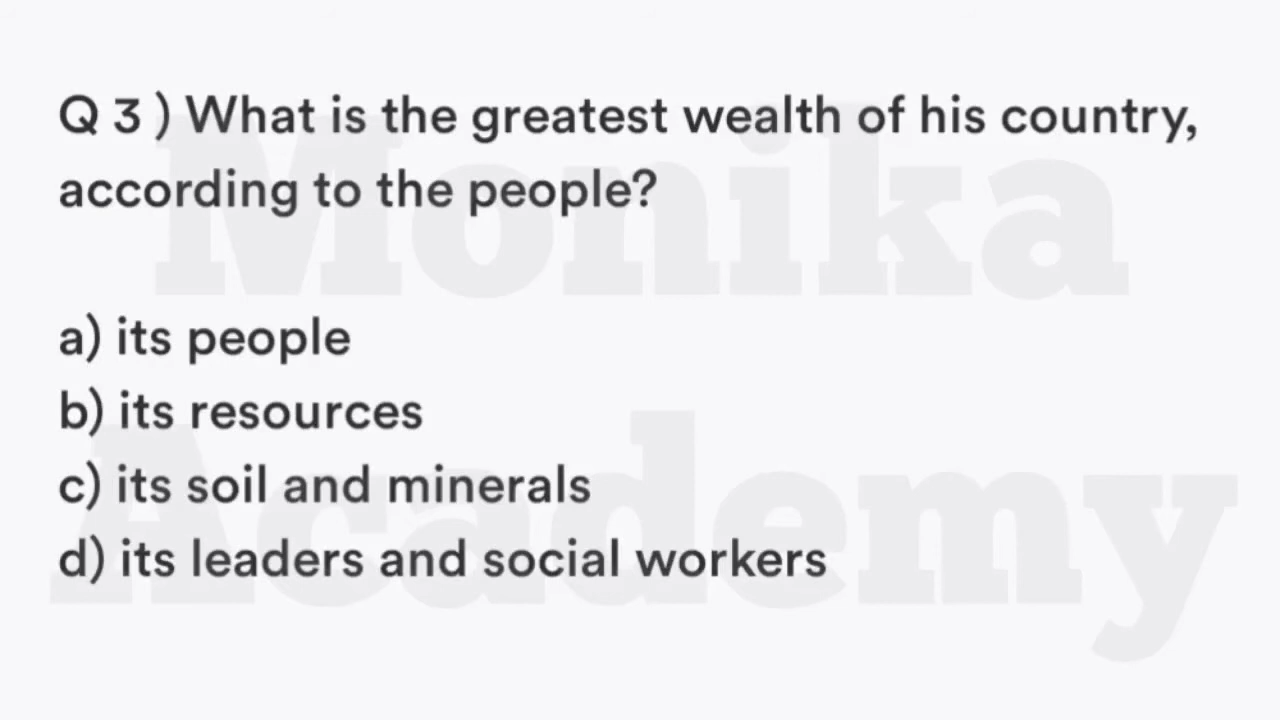 Q 3 ) What is the greatest wealth of his country,
according to the people?
a) its people
b) its resources
c) its soil and minerals
d) its leaders and social workers
Monika
Academy